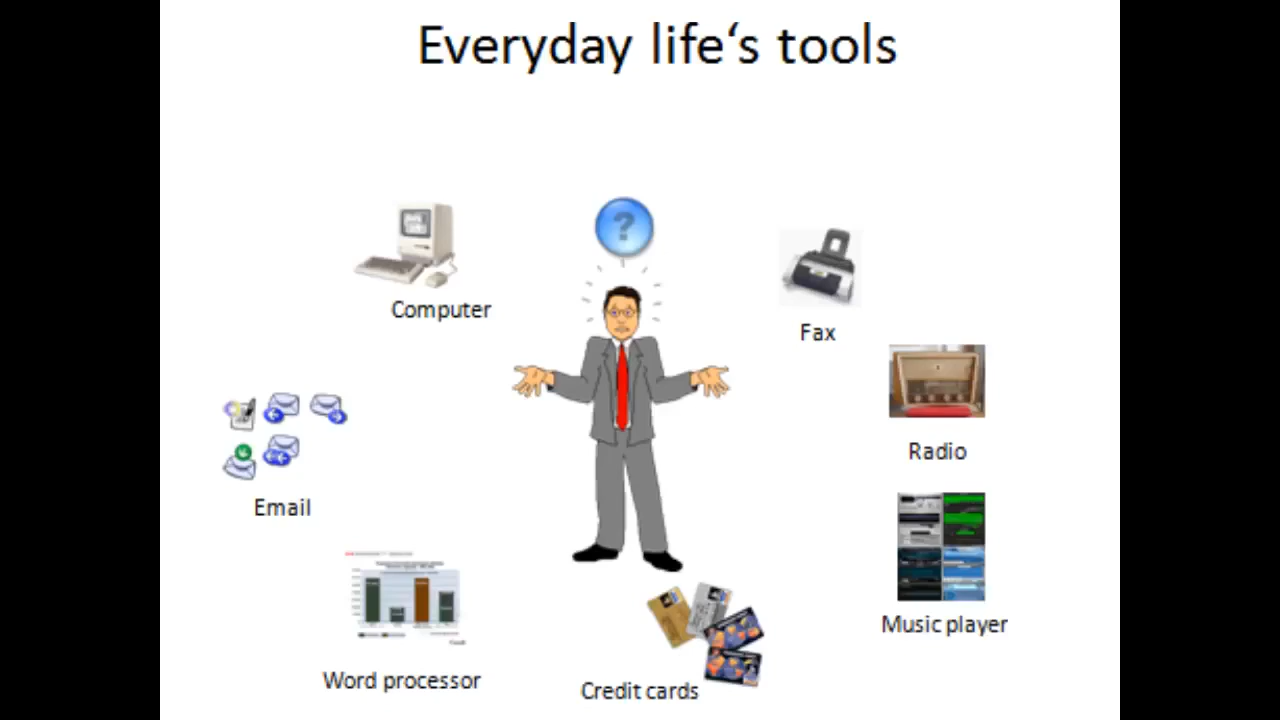 Everyday life‘s tools
?
Computer
Fax
Radio
Email
Music player
Word processor
Credit cards